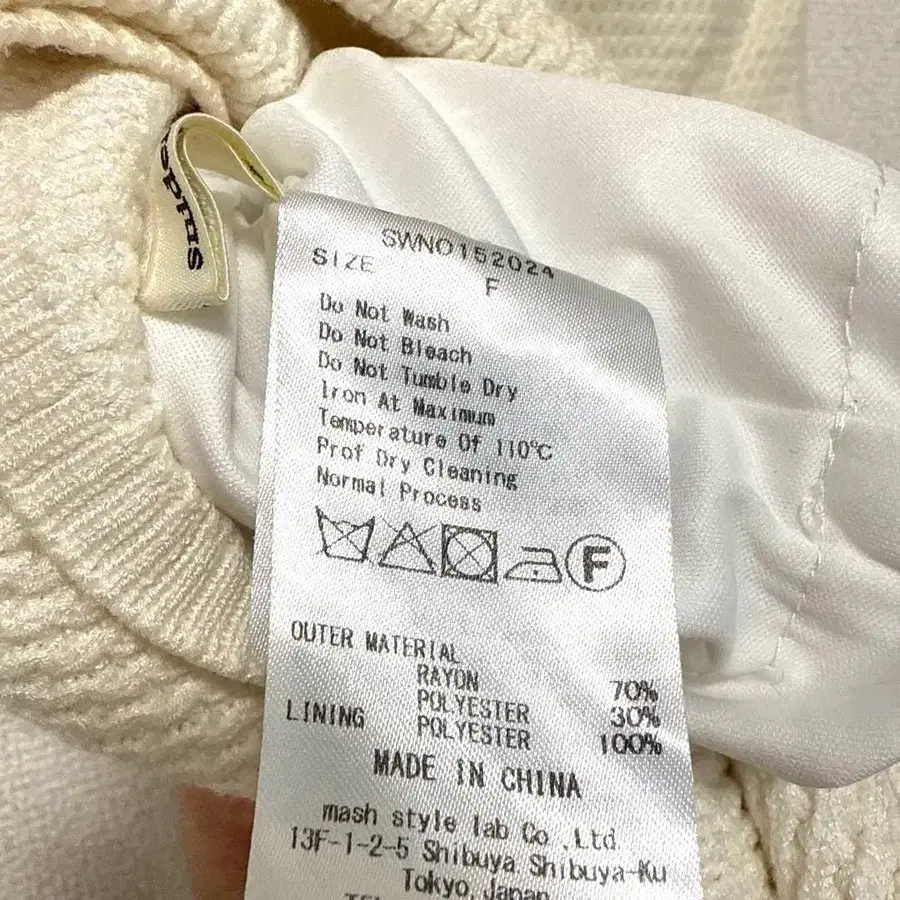 SWNO152024
SIZE F
Do Not Wash
Do Not Bleach
Do Not Tumble Dry
Iron At Maximum
Temperature Of 110℃
Prof Dry Cleaning
Normal Process
F
OUTER MATERIAL
RAYON 70%
POLYESTER 30%
LINING POLYESTER 100%
MADE IN CHINA
mash style lab Co.,Ltd.
13F-1-2-5 Shibuya Shibuya-Ku
Tokyo,Japan